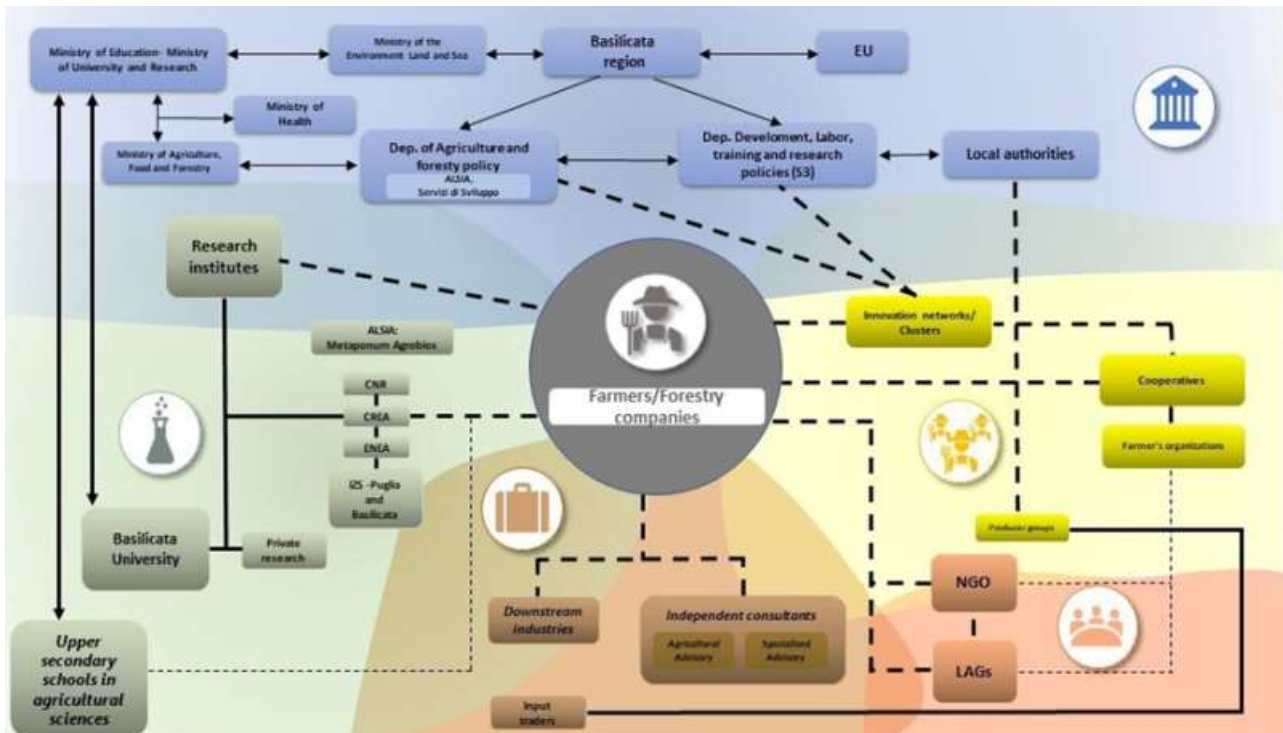 Ministry of Education- Ministry
of University and Research
Ministry of the
Environment Land and Sea
Basilicata
region
EU
Ministry of
Health
Ministry of Agriculture,
Food and Forestry
Dep. of Agriculture and
foresty policy
ALSIA.
Servizi di Sviluppo
Dep. Develoment, Labor,
training and research
policies (S3)
Local authorities
Research
institutes
ALSIA:
Metaponum Agrobios
CNR
CREA
ENEA
IZS -Puglia
and
Basilicata
Basilicata
University
Private
research
Upper
secondary
schools in
agricultural
sciences
Farmers/Forestry
companies
Innovation networks/
Clusters
Cooperatives
Farmer's organizations
Producer groups
NGO
LAGs
Downstream
industries
Independent consultants
Agricultural
Advisory
Specialised
Advisory
Input
traders